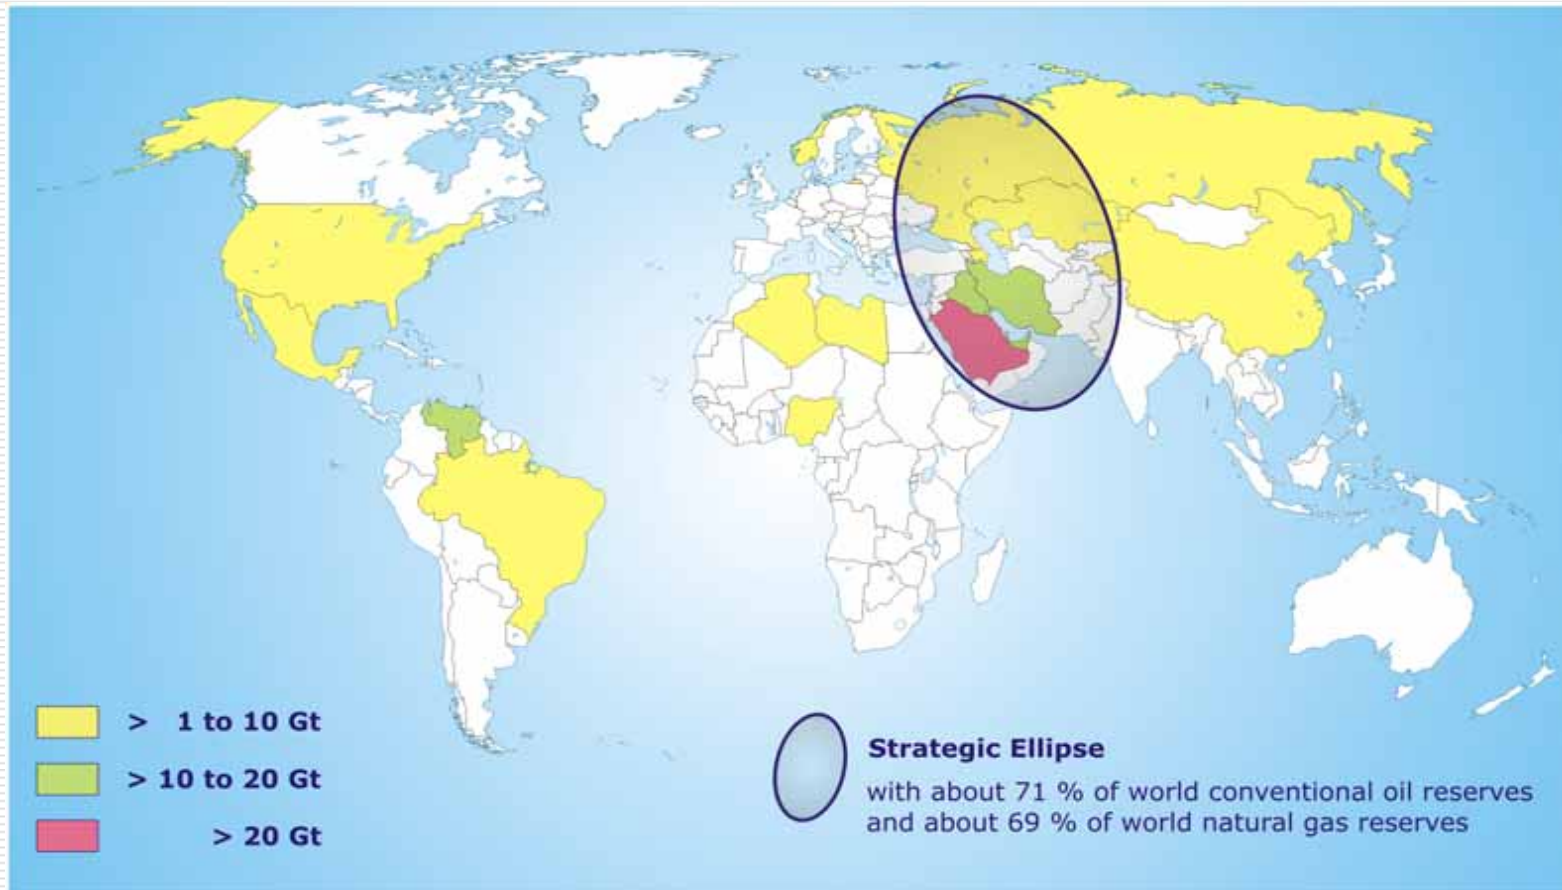 > 1 to 10 Gt
> 10 to 20 Gt
> 20 Gt
Strategic Ellipse
with about 71 % of world conventional oil reserves
and about 69 % of world natural gas reserves